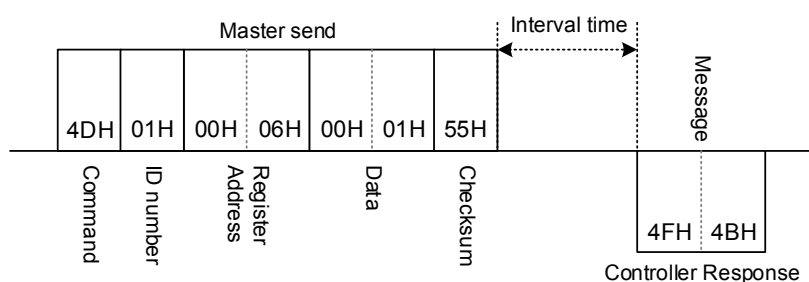 Master send
Interval time
4DH 01H 00H 06H 00H 01H 55H
Command
ID number
Register
Address
Data
Checksum
Message
4FH 4BH
Controller Response